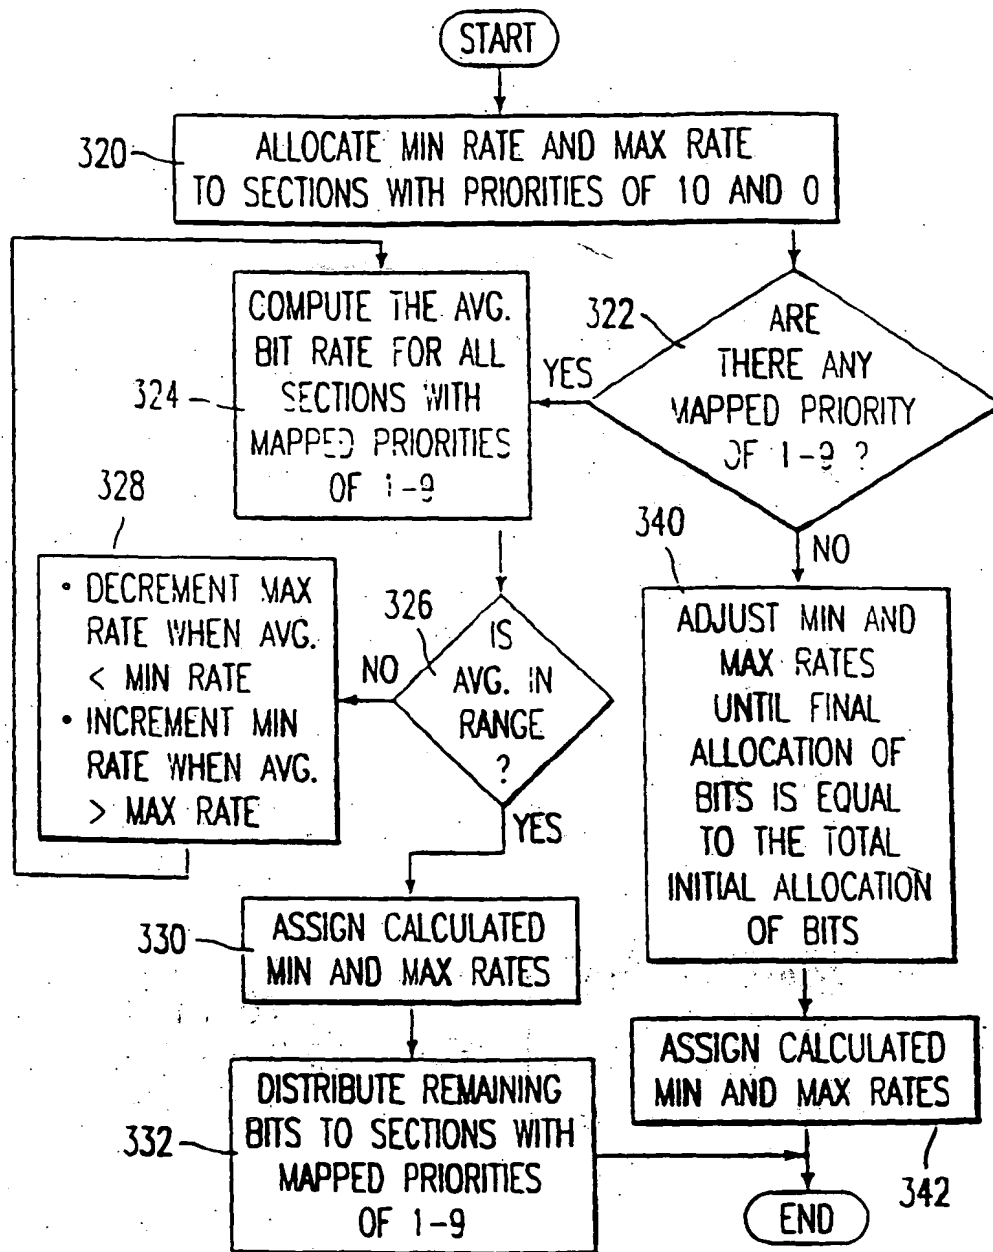 START
320
ALLOCATE MIN RATE AND MAX RATE
TO SECTIONS WITH PRIORITIES OF 10 AND 0
322
ARE
THERE ANY
MAPPED PRIORITY
OF 1-9 ?
YES
NO
324
COMPUTE THE AVG.
BIT RATE FOR ALL
SECTIONS WITH
MAPPED PRIORITIES
OF 1-9
326
IS
AVG. IN
RANGE
?
NO
YES
328
• DECREMENT MAX
RATE WHEN AVG.
< MIN RATE
• INCREMENT MIN
RATE WHEN AVG.
> MAX RATE
330
ASSIGN CALCULATED
MIN AND MAX RATES
332
DISTRIBUTE REMAINING
BITS TO SECTIONS WITH
MAPPED PRIORITIES
OF 1-9
340
ADJUST MIN AND
MAX RATES
UNTIL FINAL
ALLOCATION OF
BITS IS EQUAL
TO THE TOTAL
INITIAL ALLOCATION
OF BITS
ASSIGN CALCULATED
MIN AND MAX RATES
342
END